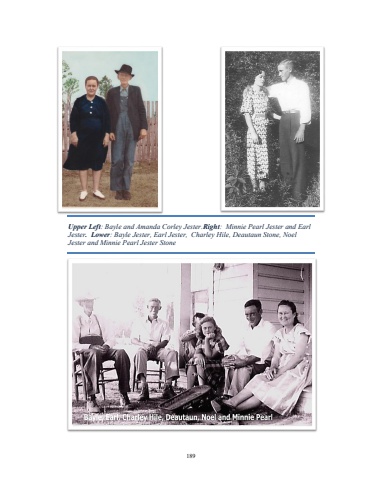 Upper Left: Bayle and Amanda Corley Jester Right: Minnie Pearl Jester and Earl
Jester. Lower: Bayle Jester, Earl Jester, Charley Hile, Deautaun Stone, Noel
Jester and Minnie Pearl Jester Stone
Bayle, Earl, Charley Hile, Deautaun, Noel and Minnie Pearl
189